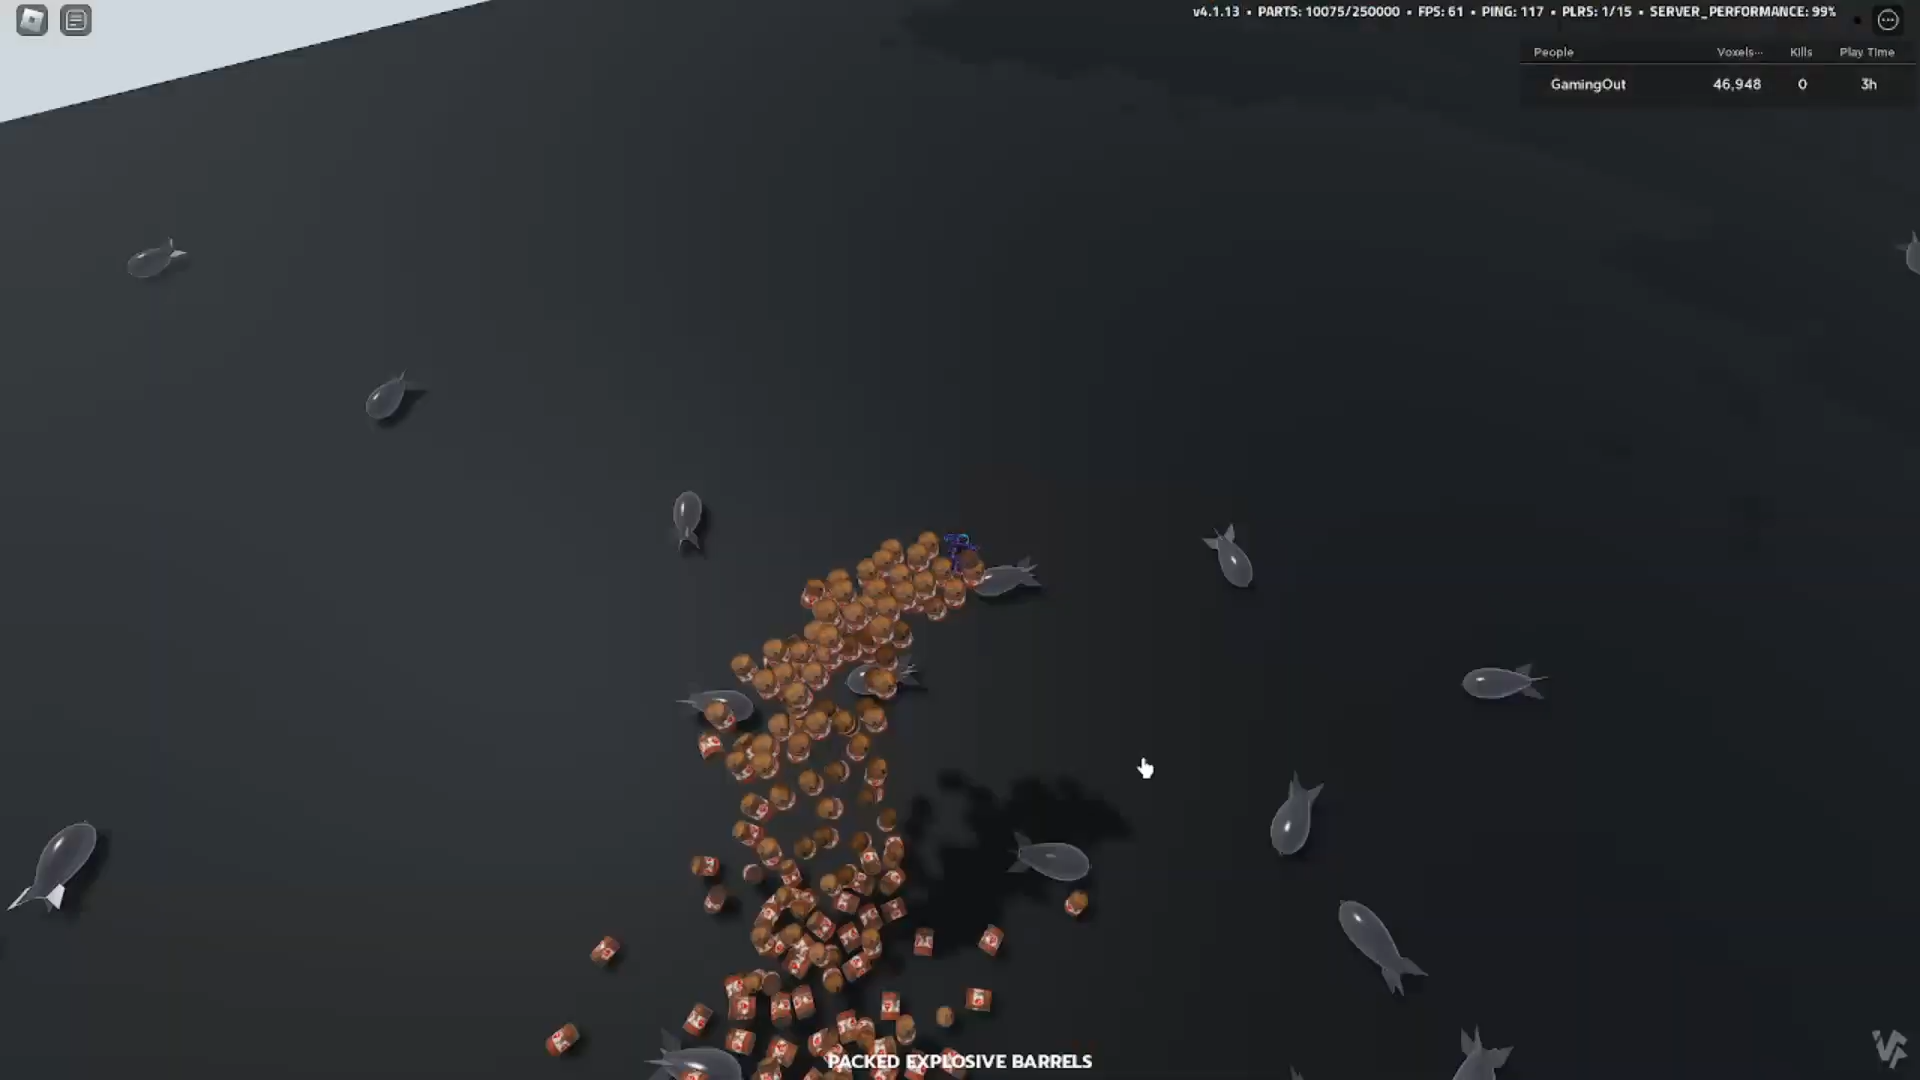 v4.1.13 • PARTS: 10075/250000 • FPS: 61 • PING: 117 • PLRS: 1/15 • SERVER_PERFORMANCE: 99%
People Voxels... Kills Play Time
GamingOut 46,948 0 3h
PACKED EXPLOSIVE BARRELS